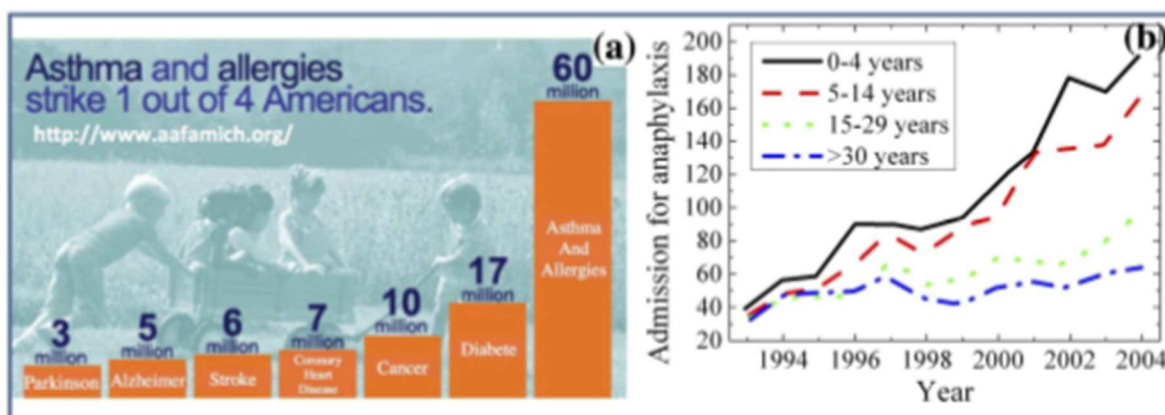 (a)
Asthma and allergies
strike 1 out of 4 Americans.
http://www.aafamich.org/
3
million
Parkinson
5
million
Alzheimer
6
million
Stroke
7
million
Coronary
Heart
Disease
10
million
Cancer
17
million
Diabete
60
million
Asthma
And
Allergies
(b)
Admission for anaphylaxis
200
180
160
140
120
100
80
60
40
20
0-4 years
5-14 years
15-29 years
>30 years
1994 1996 1998 2000 2002 2004
Year